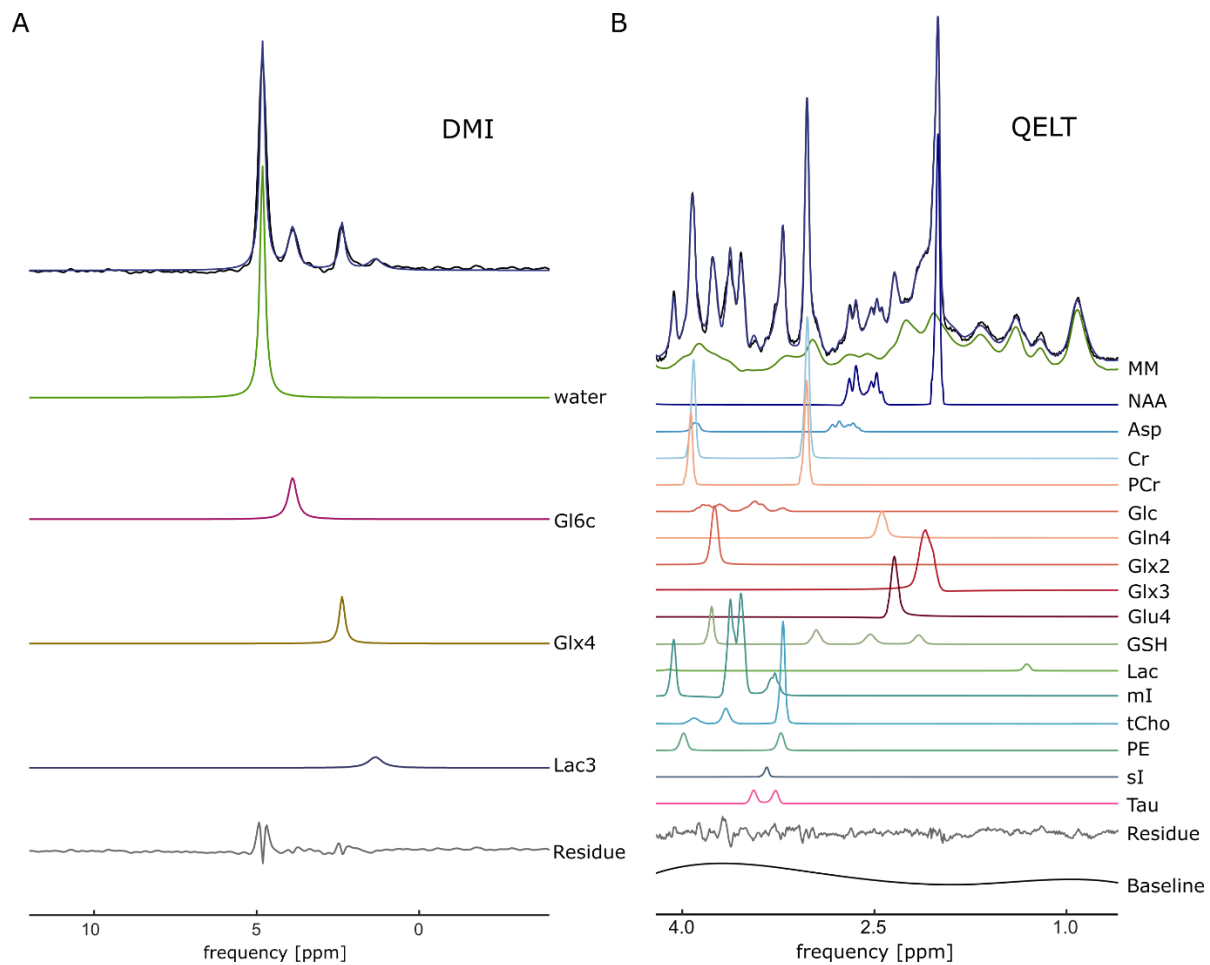 A
DMI
water
Gl6c
Glx4
Lac3
Residue
10
5
0
frequency [ppm]
B
QELT
MM
NAA
Asp
Cr
PCr
Glc
Gln4
Glx2
Glx3
Glu4
GSH
Lac
mI
tCho
PE
sI
Tau
Residue
Baseline
4.0
2.5
1.0
frequency [ppm]